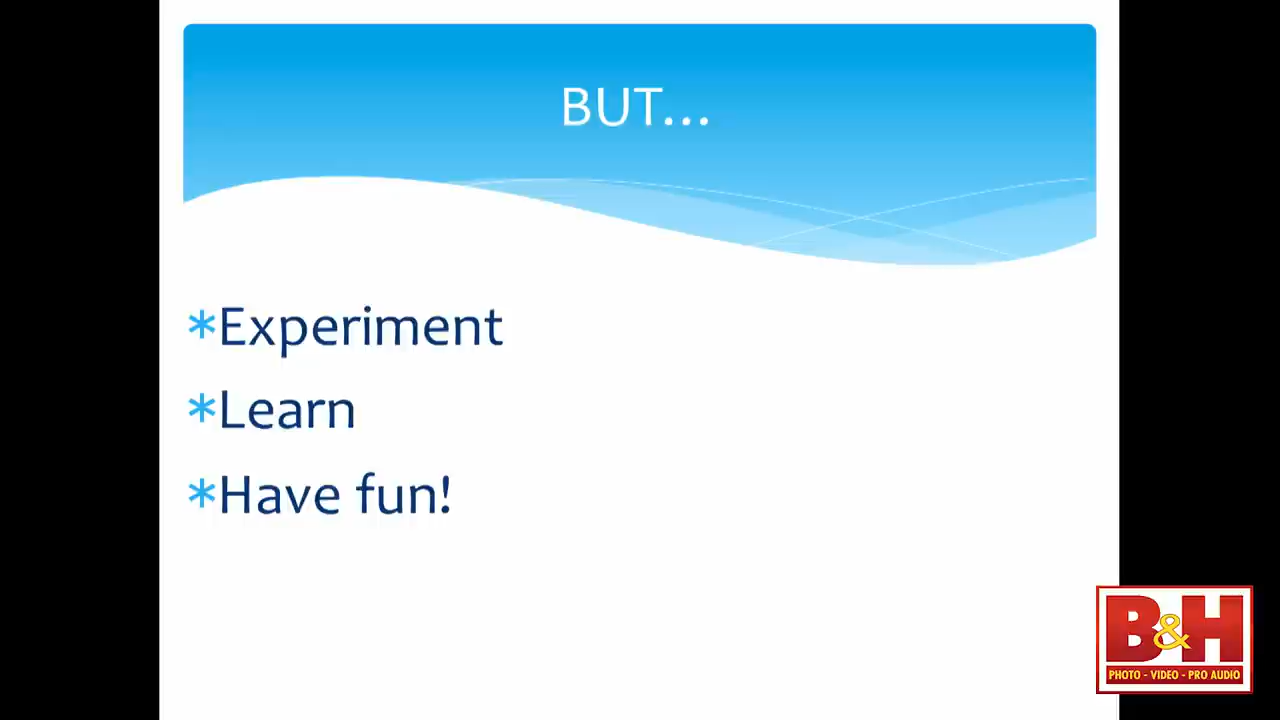 BUT...
*Experiment
*Learn
*Have fun!
B&H
PHOTO - VIDEO - PRO AUDIO